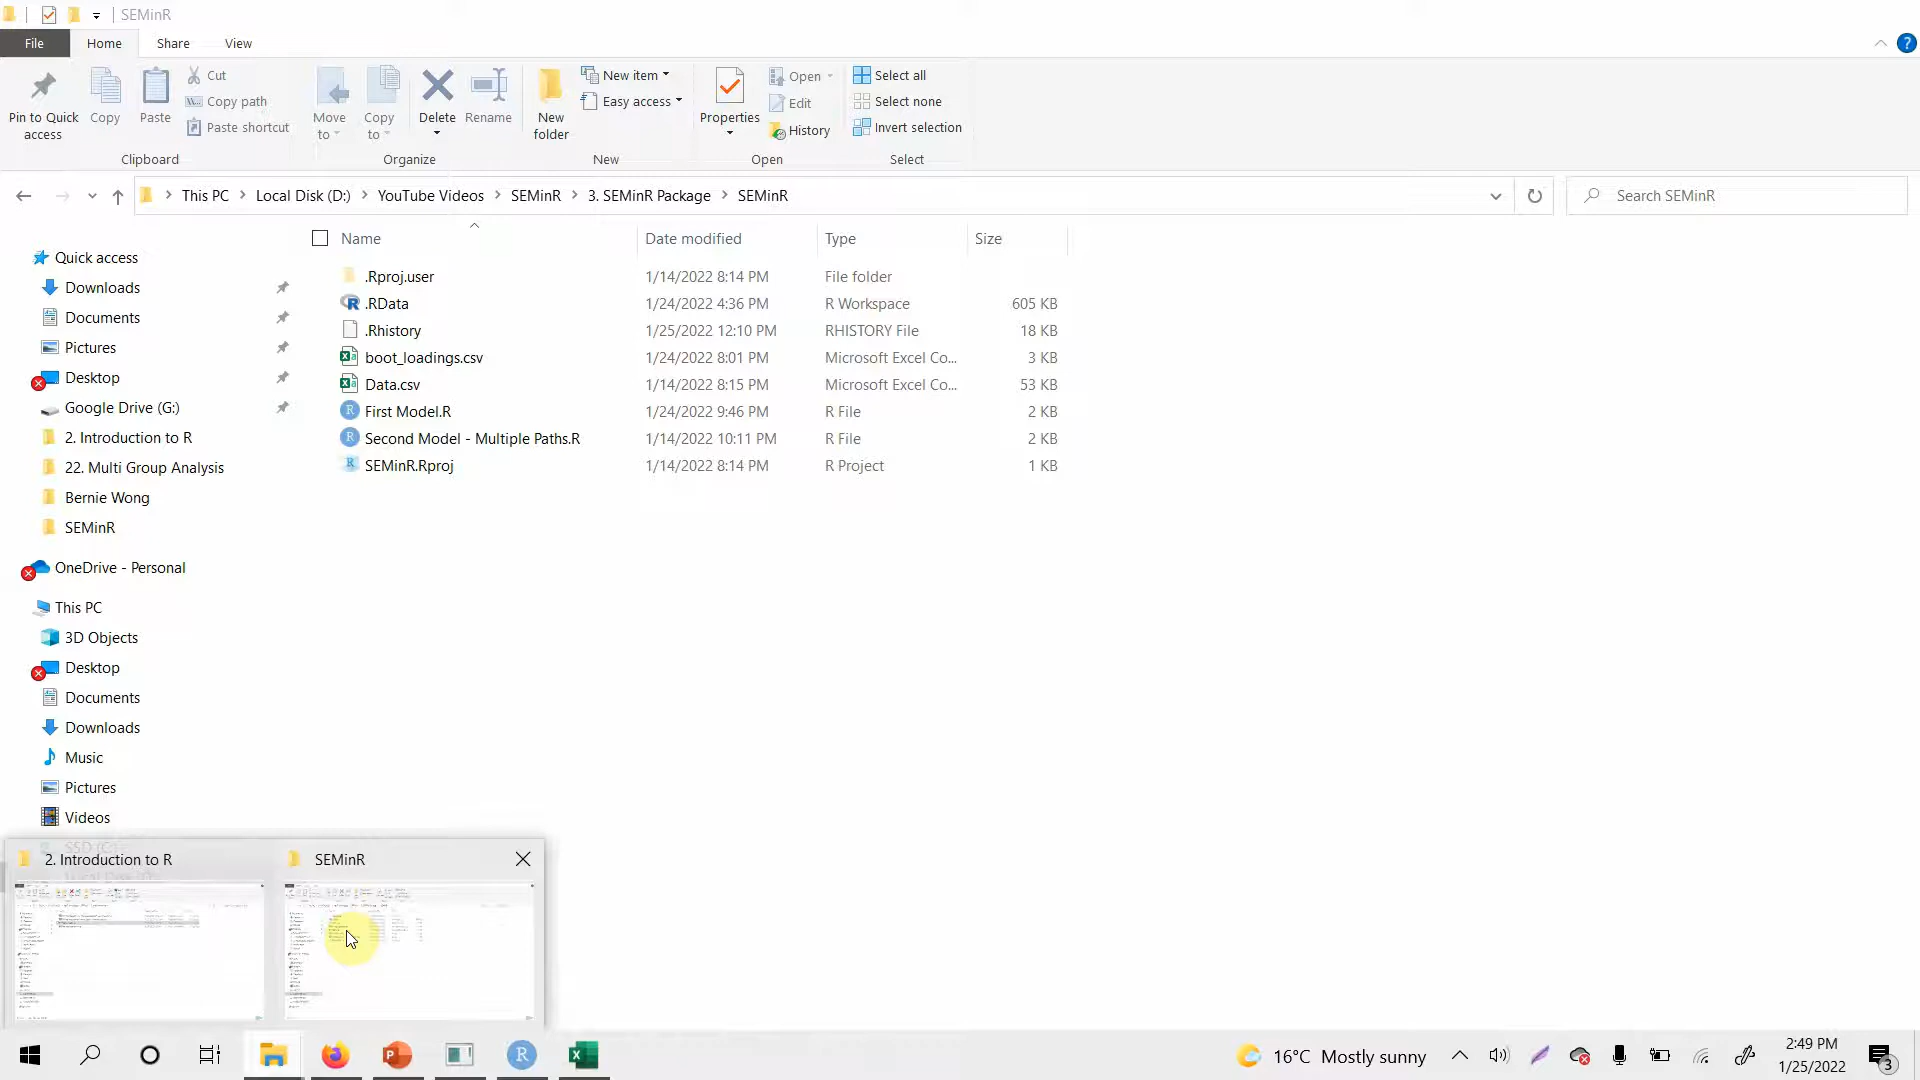 SEMinR
File Home Share View
Pin to Quick access
Copy
Paste
Cut
Copy path
Paste shortcut
Clipboard
Move to
Copy to
Delete
Rename
Organize
New folder
New item
Easy access
New
Properties
Open
Edit
History
Open
Select all
Select none
Invert selection
Select
This PC > Local Disk (D:) > YouTube Videos > SEMinR > 3. SEMinR Package > SEMinR
Search SEMinR
Name Date modified Type Size
.Rproj.user 1/14/2022 8:14 PM File folder
.RData 1/24/2022 4:36 PM R Workspace 605 KB
.Rhistory 1/25/2022 12:10 PM RHISTORY File 18 KB
boot_loadings.csv 1/24/2022 8:01 PM Microsoft Excel Co... 3 KB
Data.csv 1/14/2022 8:15 PM Microsoft Excel Co... 53 KB
First Model.R 1/24/2022 9:46 PM R File 2 KB
Second Model - Multiple Paths.R 1/14/2022 10:11 PM R File 2 KB
SEMinR.Rproj 1/14/2022 8:14 PM R Project 1 KB
Quick access
Downloads
Documents
Pictures
Desktop
Google Drive (G:)
2. Introduction to R
22. Multi Group Analysis
Bernie Wong
SEMinR
OneDrive - Personal
This PC
3D Objects
Desktop
Documents
Downloads
Music
Pictures
Videos
SSD (C:)
Local Disk (D:)
2. Introduction to R
SEMinR
16°C Mostly sunny
2:49 PM
1/25/2022
3